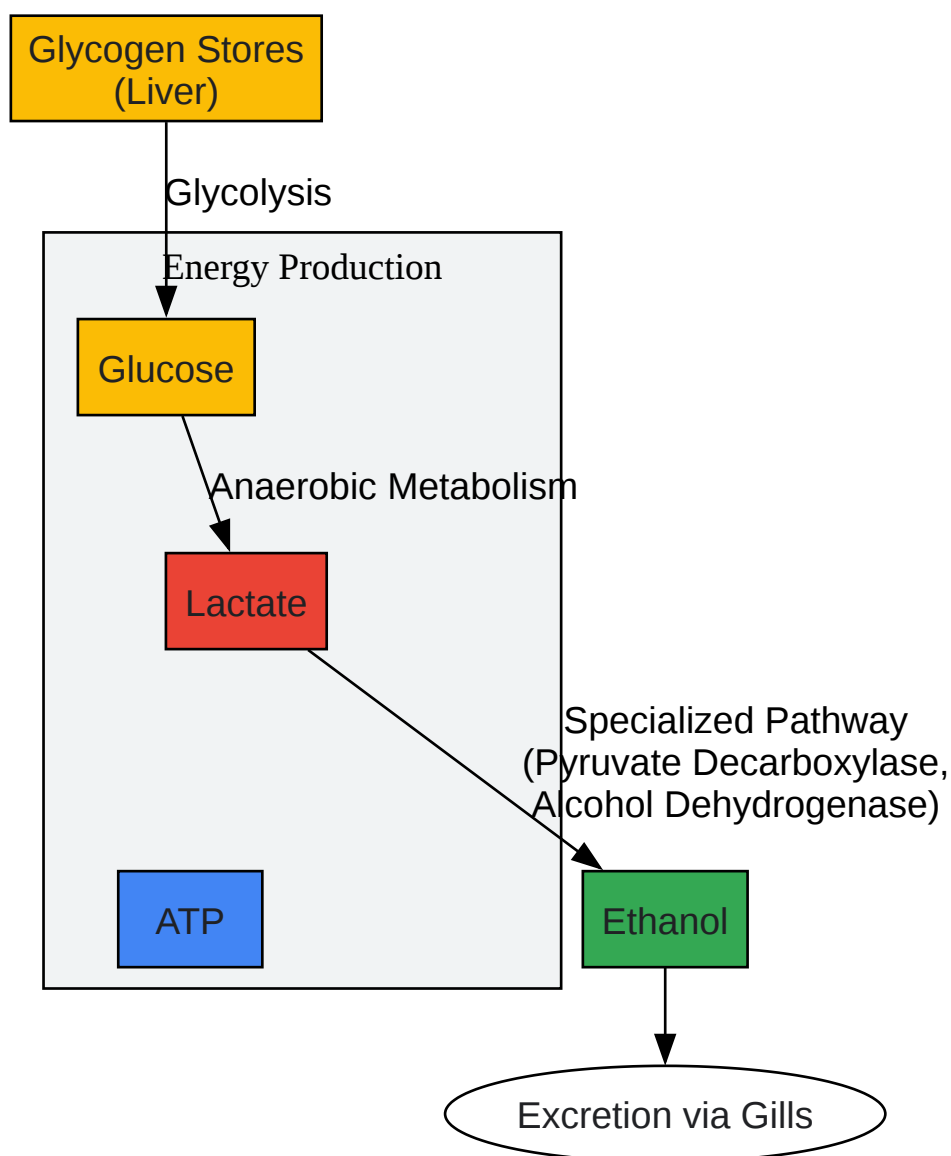 Glycogen Stores
(Liver)
Glycolysis
Energy Production
Glucose
Anaerobic Metabolism
Lactate
Specialized Pathway
(Pyruvate Decarboxylase,
Alcohol Dehydrogenase)
ATP
Ethanol
Excretion via Gills